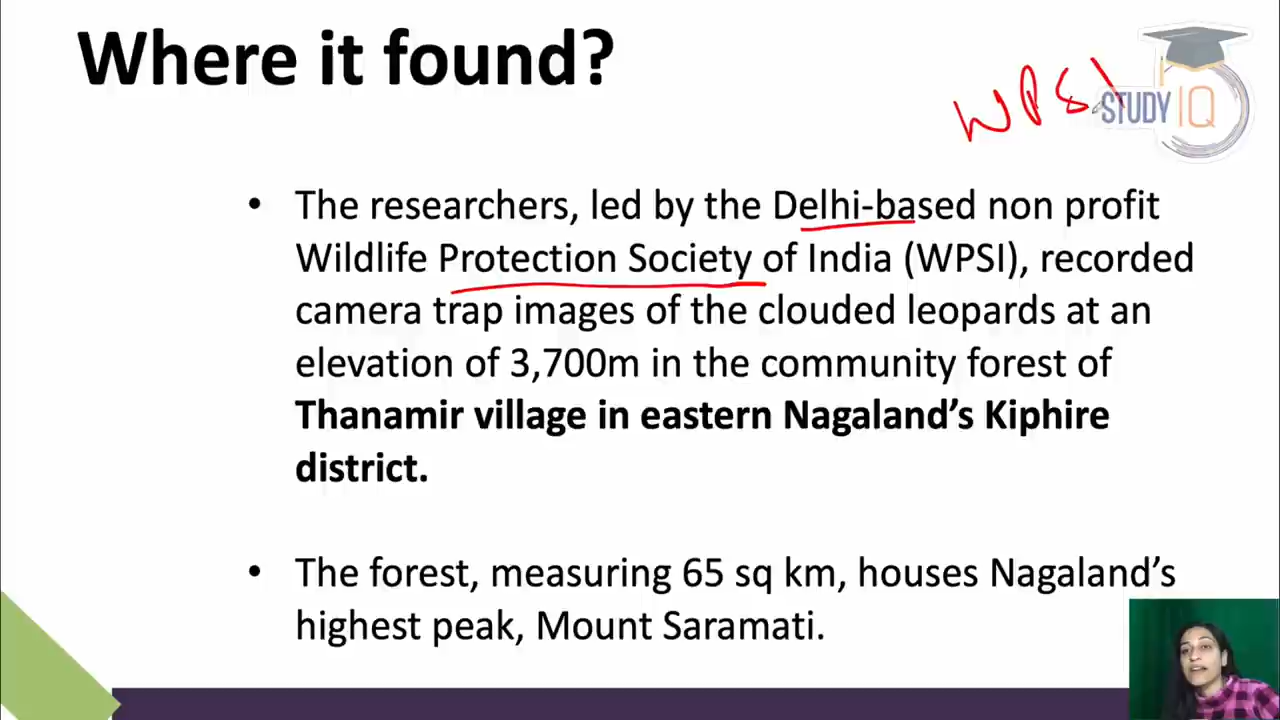 Where it found?
WPSI
STUDY IQ
• The researchers, led by the Delhi-based non profit
Wildlife Protection Society of India (WPSI), recorded
camera trap images of the clouded leopards at an
elevation of 3,700m in the community forest of
Thanamir village in eastern Nagaland’s Kiphire
district.
• The forest, measuring 65 sq km, houses Nagaland’s
highest peak, Mount Saramati.